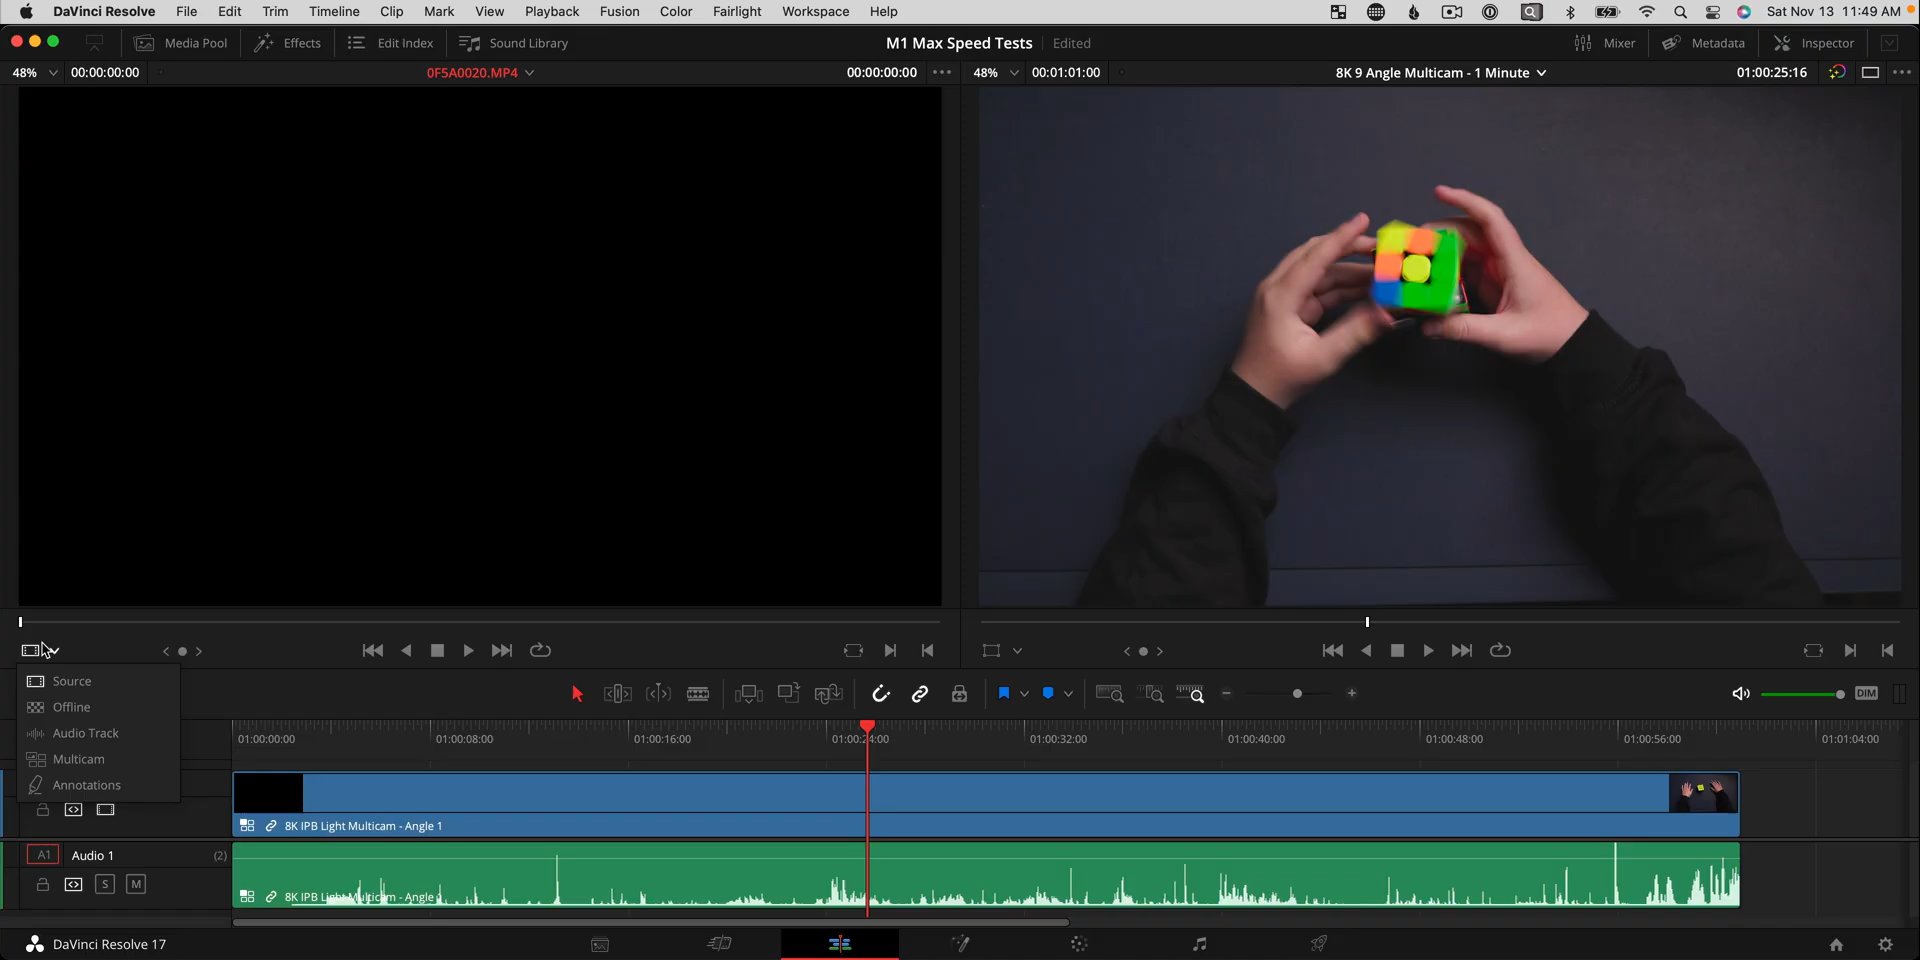 DaVinci Resolve File Edit Trim Timeline Clip Mark View Playback Fusion Color Fairlight Workspace Help Sat Nov 13 11:49 AM
Media Pool Effects Edit Index Sound Library M1 Max Speed Tests Edited Mixer Metadata Inspector
48% 00:00:00:00 0F5A0020.MP4 00:00:00:00 48% 00:01:01:00 8K 9 Angle Multicam - 1 Minute 01:00:25:16
Source
Offline
Audio Track
Multicam
Annotations
DIM
01:00:00:00 01:00:08:00 01:00:16:00 01:00:24:00 01:00:32:00 01:00:40:00 01:00:48:00 01:00:56:00 01:01:04:00
8K IPB Light Multicam - Angle 1
A1 Audio 1 (2)
S M
8K IPB Light Multicam - Angle
DaVinci Resolve 17